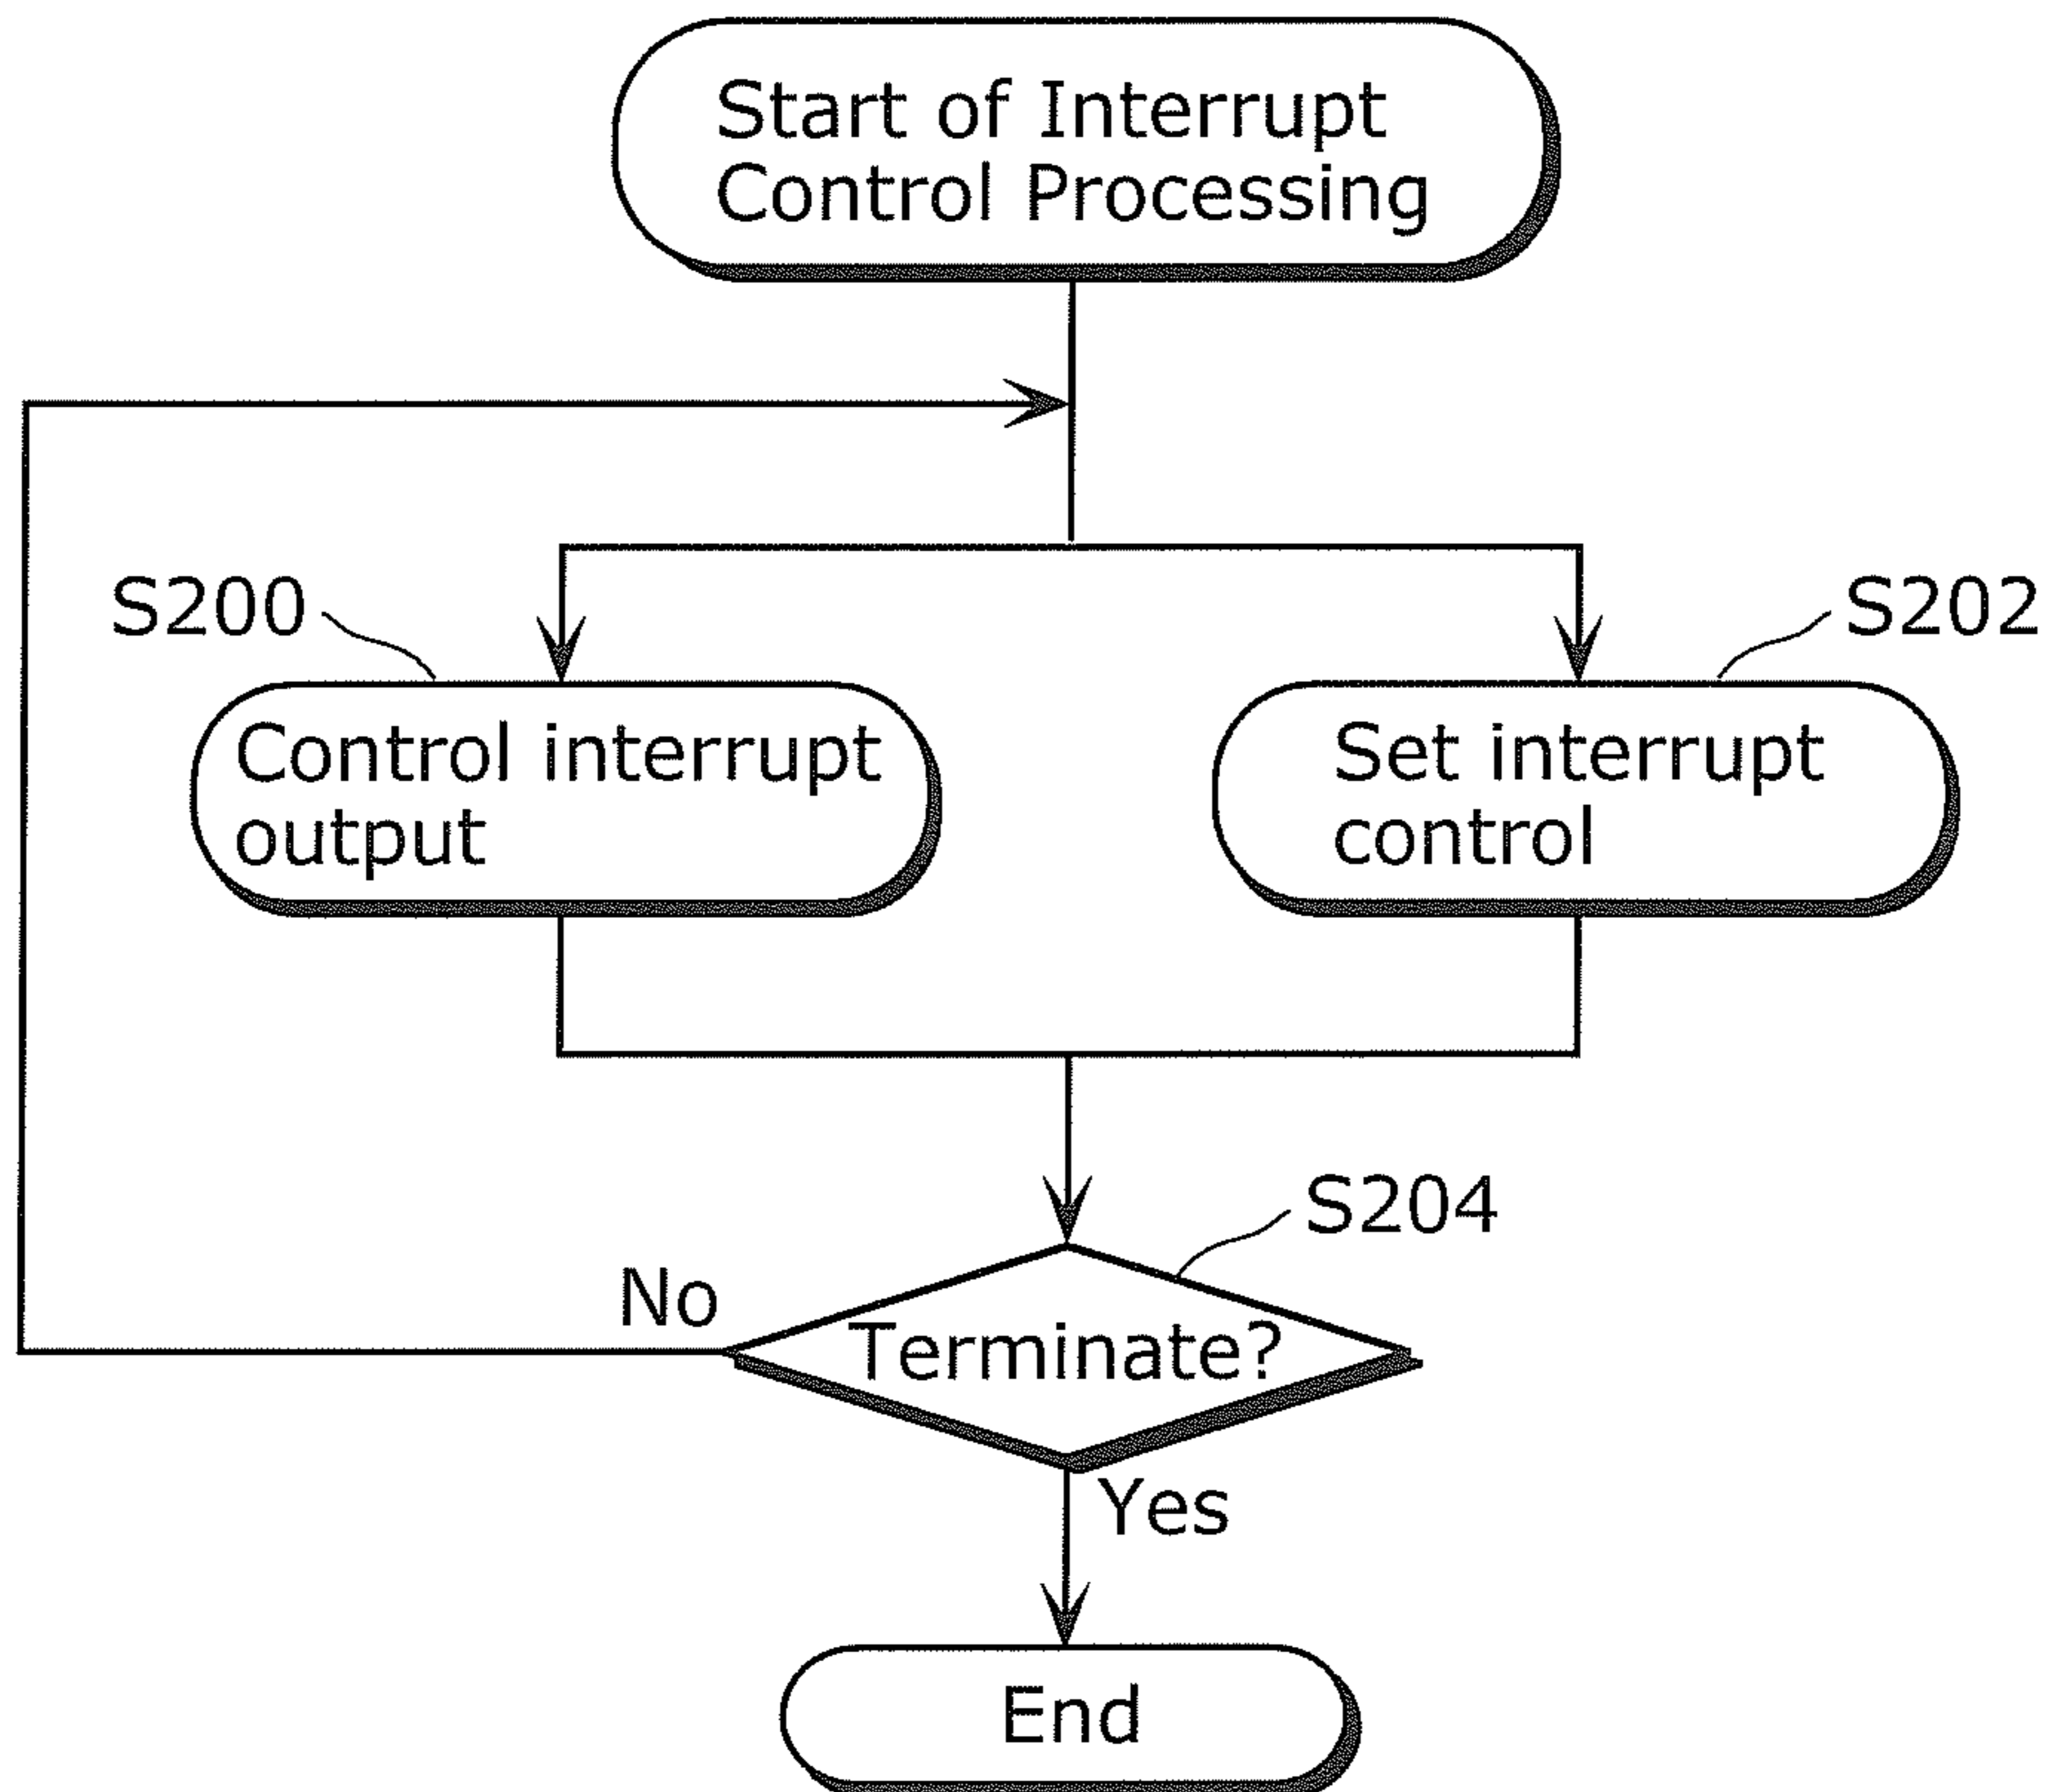 Start of Interrupt
Control Processing
S200
S202
Control interrupt
output
Set interrupt
control
S204
No
Terminate?
Yes
End